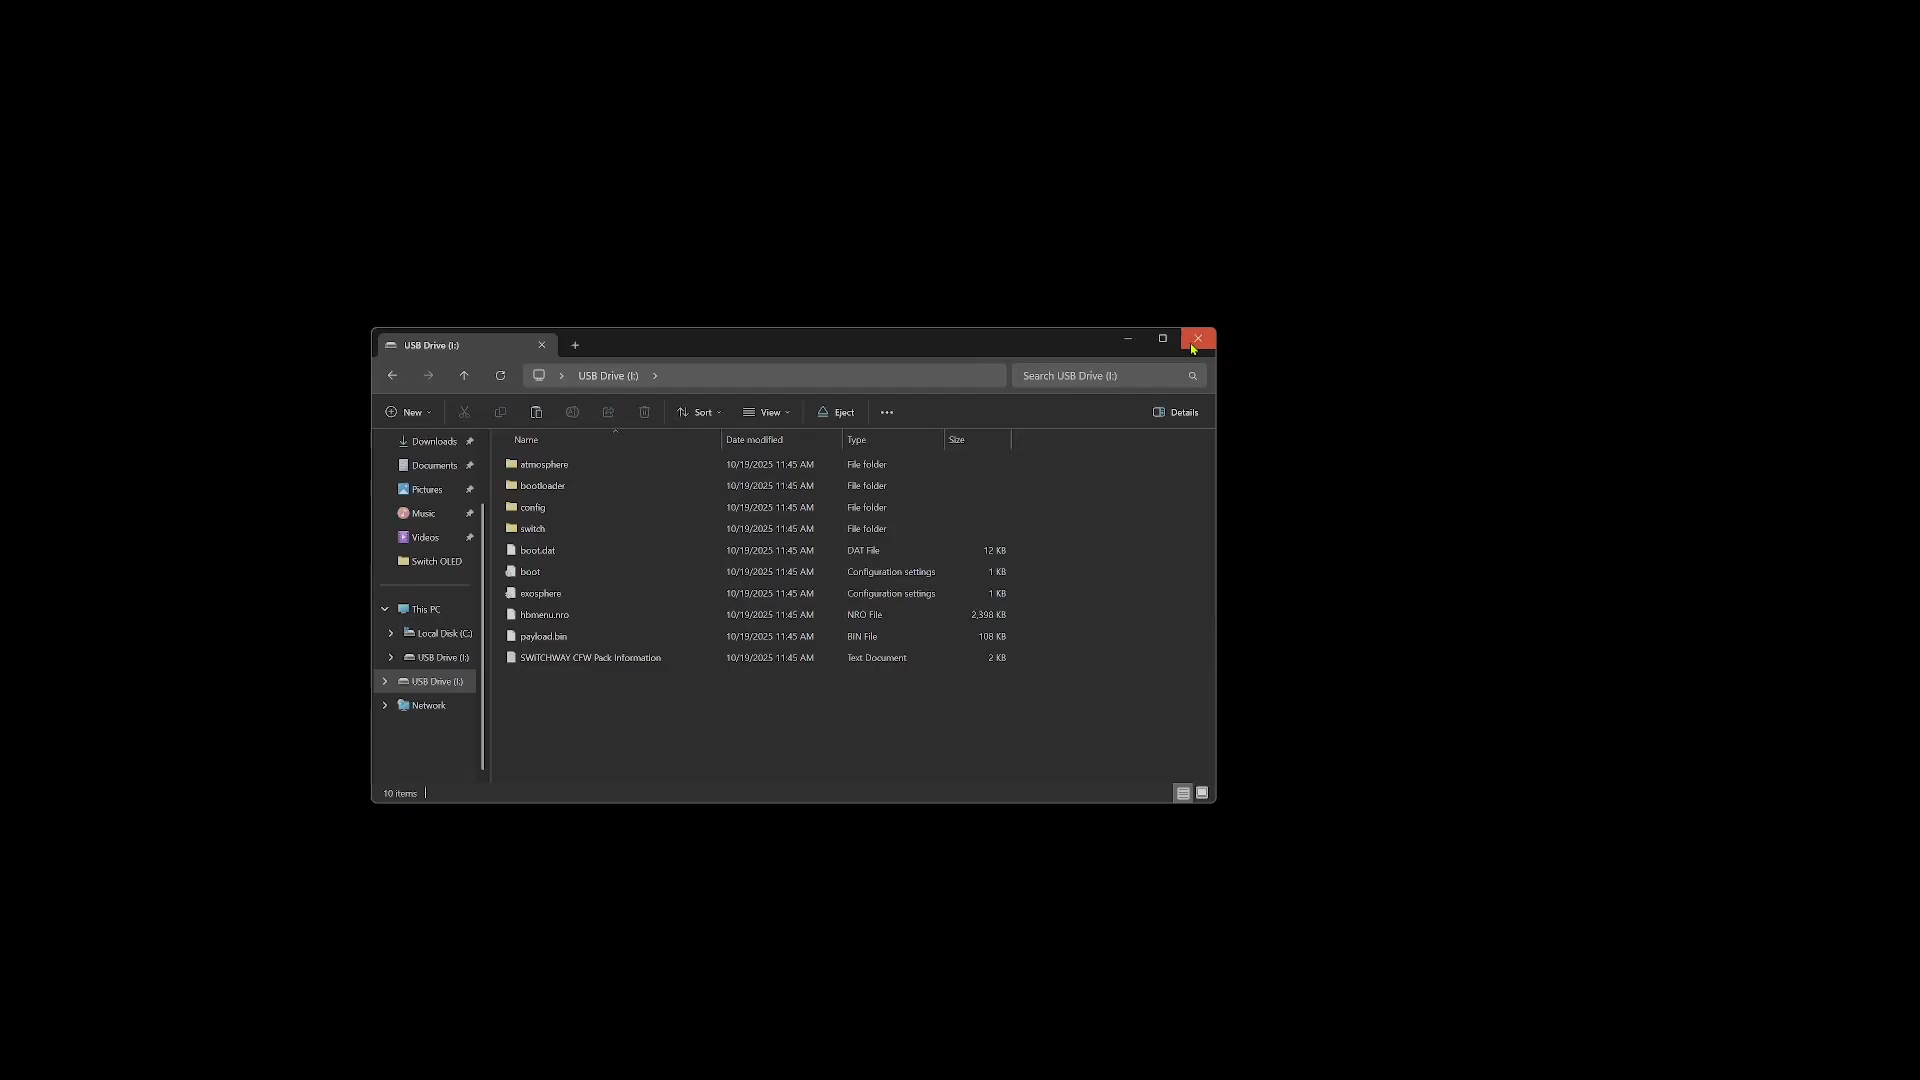 USB Drive (I:)
USB Drive (I:)
Search USB Drive (I:)
New
Sort
View
Eject
Details
Name Date modified Type Size
Downloads
Documents
Pictures
Music
Videos
Switch OLED
This PC
Local Disk (C:)
USB Drive (I:)
USB Drive (I:)
Network
atmosphere 10/19/2025 11:45 AM File folder
bootloader 10/19/2025 11:45 AM File folder
config 10/19/2025 11:45 AM File folder
switch 10/19/2025 11:45 AM File folder
boot.dat 10/19/2025 11:45 AM DAT File 12 KB
boot 10/19/2025 11:45 AM Configuration settings 1 KB
exosphere 10/19/2025 11:45 AM Configuration settings 1 KB
hbmenu.nro 10/19/2025 11:45 AM NRO File 2,398 KB
payload.bin 10/19/2025 11:45 AM BIN File 108 KB
SWITCHWAY CFW Pack Information 10/19/2025 11:45 AM Text Document 2 KB
10 items